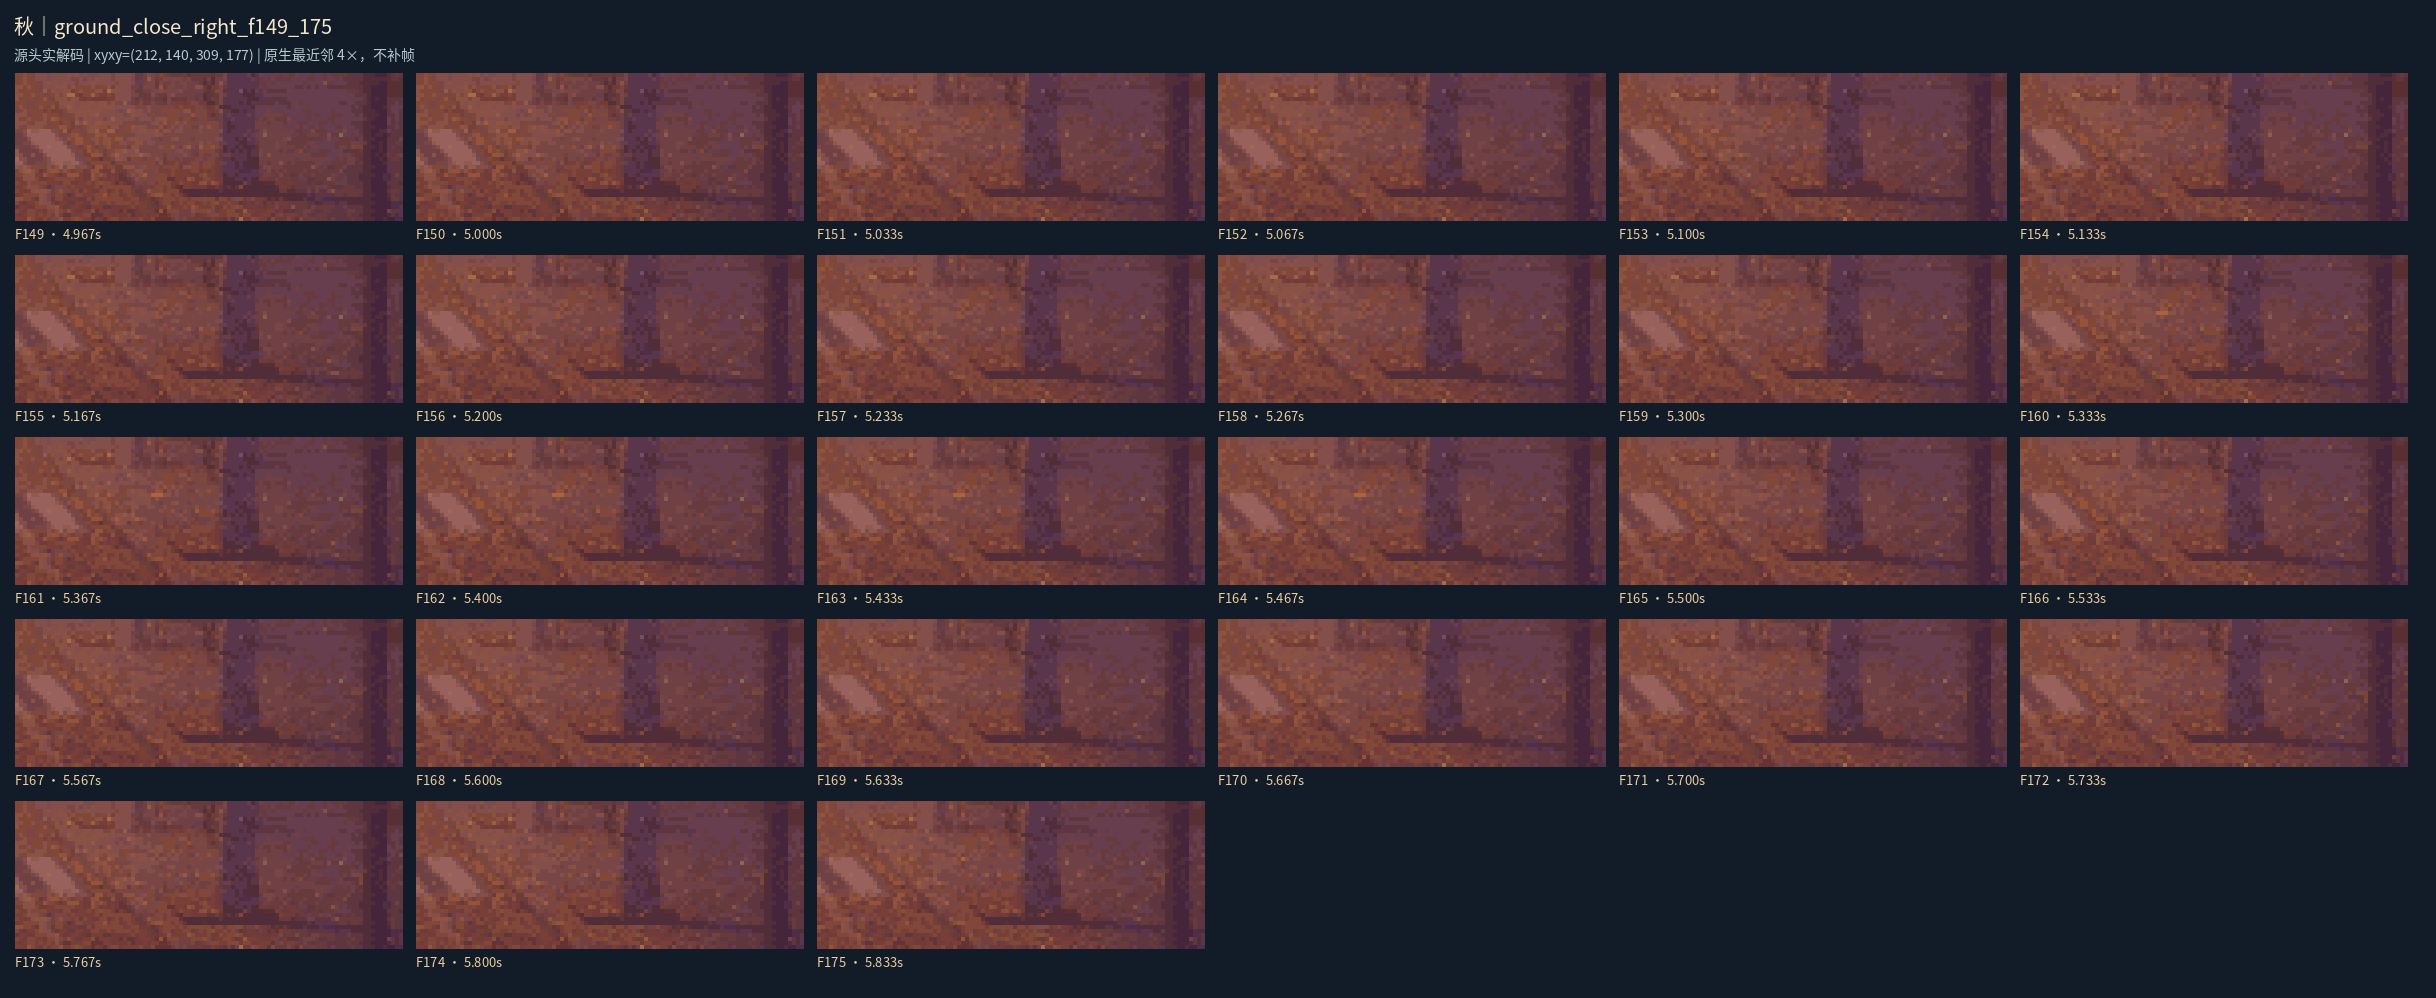 秋｜ground_close_right_f149_175
源头实解码 | xyxy=(212, 140, 309, 177) | 原生最近邻 4×，不补帧
F149 • 4.967s
F150 • 5.000s
F151 • 5.033s
F152 • 5.067s
F153 • 5.100s
F154 • 5.133s
F155 • 5.167s
F156 • 5.200s
F157 • 5.233s
F158 • 5.267s
F159 • 5.300s
F160 • 5.333s
F161 • 5.367s
F162 • 5.400s
F163 • 5.433s
F164 • 5.467s
F165 • 5.500s
F166 • 5.533s
F167 • 5.567s
F168 • 5.600s
F169 • 5.633s
F170 • 5.667s
F171 • 5.700s
F172 • 5.733s
F173 • 5.767s
F174 • 5.800s
F175 • 5.833s